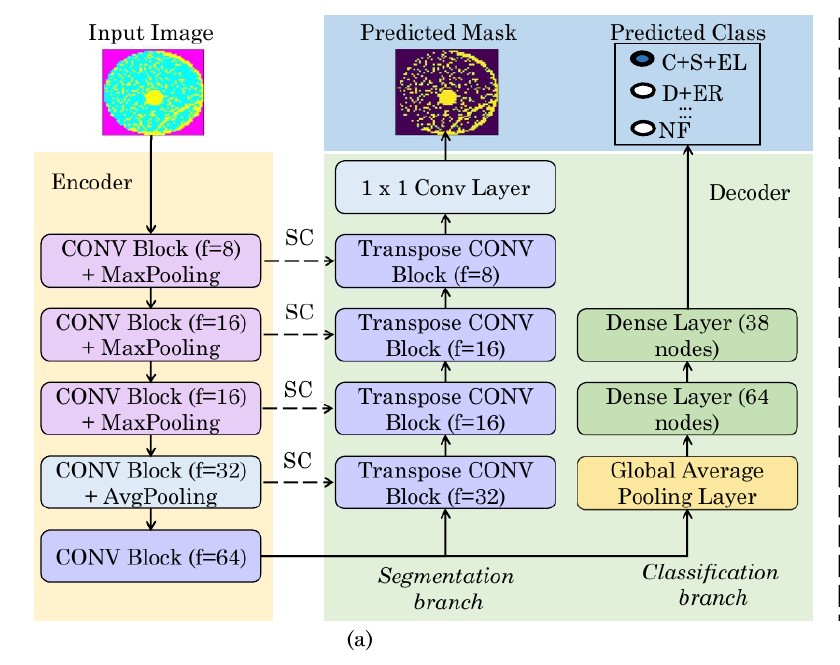 Input Image
Predicted Mask
Predicted Class
C+S+EL
D+ER
...
NF
Encoder
Decoder
1 x 1 Conv Layer
CONV Block (f=8)
+ MaxPooling
SC
Transpose CONV
Block (f=8)
CONV Block (f=16)
+ MaxPooling
SC
Transpose CONV
Block (f=16)
Dense Layer (38
nodes)
CONV Block (f=16)
+ MaxPooling
SC
Transpose CONV
Block (f=16)
Dense Layer (64
nodes)
CONV Block (f=32)
+ AvgPooling
SC
Transpose CONV
Block (f=32)
Global Average
Pooling Layer
CONV Block (f=64)
Segmentation
branch
Classification
branch
(a)